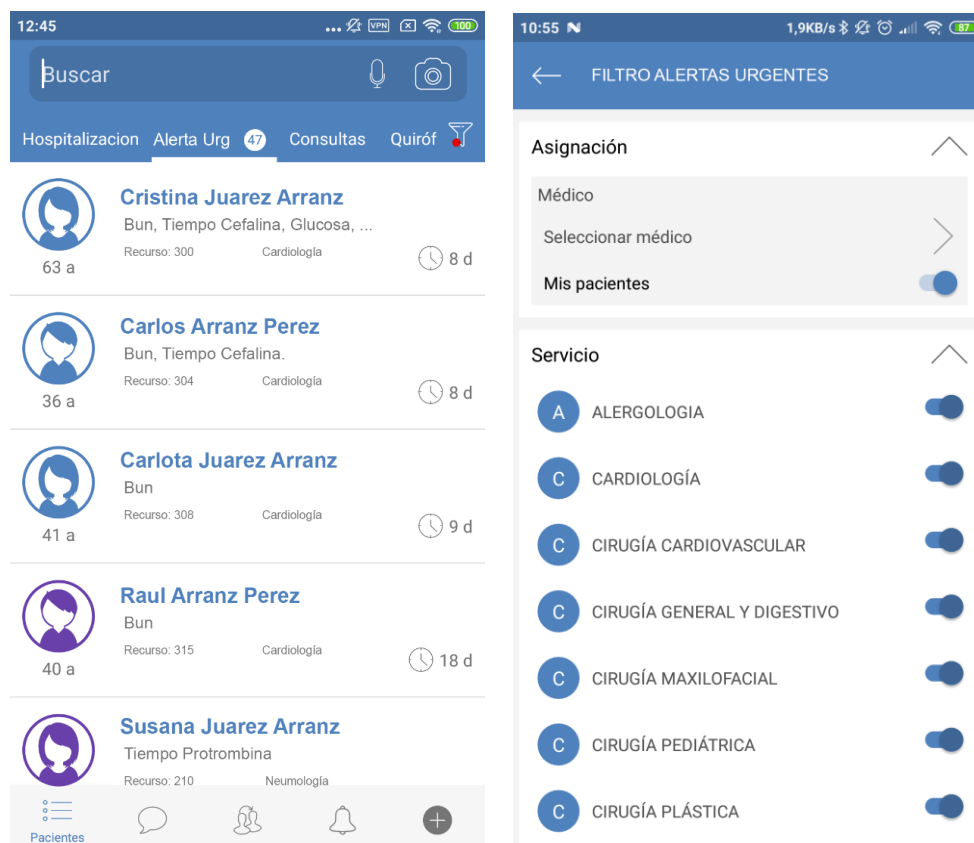 12:45 ... VPN 100
Buscar
Hospitalizacion Alerta Urg 47 Consultas Quiróf
Cristina Juarez Arranz
Bun, Tiempo Cefalina, Glucosa, ...
Recurso: 300 Cardiología
63 a 8 d
Carlos Arranz Perez
Bun, Tiempo Cefalina.
Recurso: 304 Cardiología
36 a 8 d
Carlota Juarez Arranz
Bun
Recurso: 308 Cardiología
41 a 9 d
Raul Arranz Perez
Bun
Recurso: 315 Cardiología
40 a 18 d
Susana Juarez Arranz
Tiempo Protrombina
Recurso: 210 Neumología
Pacientes
10:55 1,9KB/s 87
FILTRO ALERTAS URGENTES
Asignación
Médico
Seleccionar médico
Mis pacientes
Servicio
A ALERGOLOGIA
C CARDIOLOGÍA
C CIRUGÍA CARDIOVASCULAR
C CIRUGÍA GENERAL Y DIGESTIVO
C CIRUGÍA MAXILOFACIAL
C CIRUGÍA PEDIÁTRICA
C CIRUGÍA PLÁSTICA